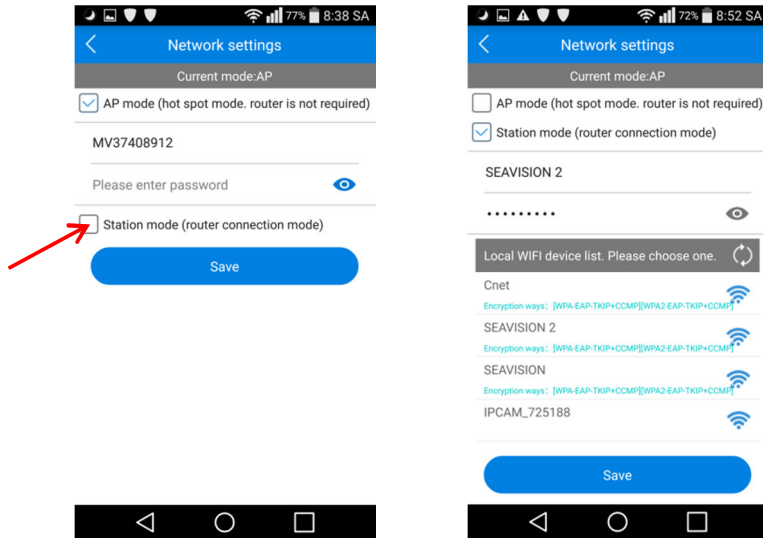 77% 8:38 SA
Network settings
Current mode:AP
AP mode (hot spot mode. router is not required)
MV37408912
Please enter password
Station mode (router connection mode)
Save
72% 8:52 SA
Network settings
Current mode:AP
AP mode (hot spot mode. router is not required)
Station mode (router connection mode)
SEAVISION 2
•••••••••
Local WIFI device list. Please choose one.
Cnet
Encryption ways: [WPA-EAP-TKIP+CCMP][WPA2-EAP-TKIP+CCMP]
SEAVISION 2
Encryption ways: [WPA-EAP-TKIP+CCMP][WPA2-EAP-TKIP+CCMP]
SEAVISION
Encryption ways: [WPA-EAP-TKIP+CCMP][WPA2-EAP-TKIP+CCMP]
IPCAM_725188
Save